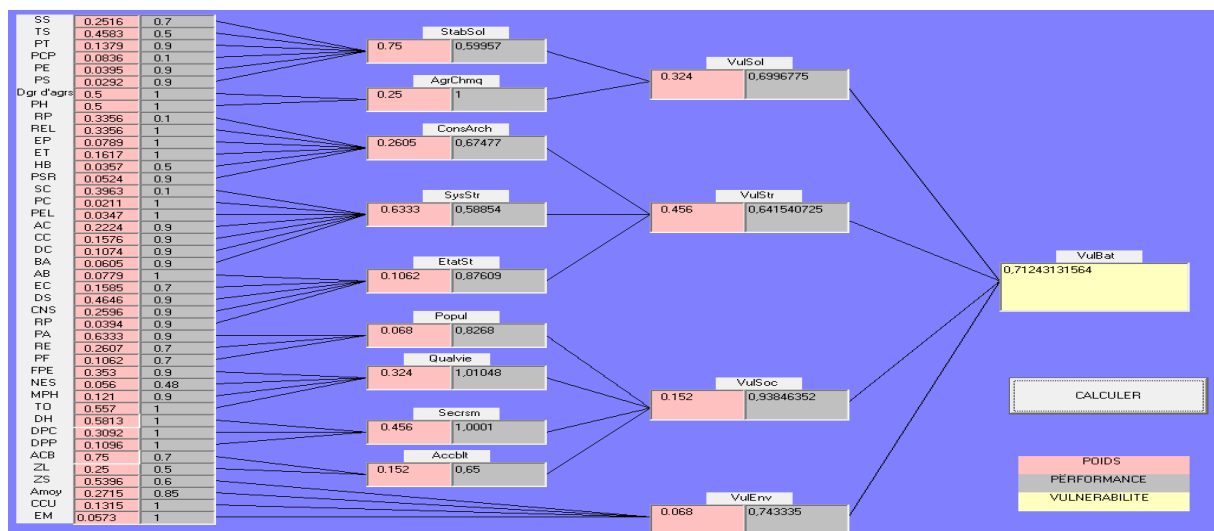 SS 0.2516 0.7
TS 0.4583 0.5
PT 0.1379 0.9
PCP 0.0836 0.1
PE 0.0395 0.9
PS 0.0292 0.9
Dgr d'agrs 0.5 1
PH 0.5 1
RP 0.3356 0.1
REL 0.3356 1
EP 0.0789 1
ET 0.1617 1
HB 0.0357 0.5
PSR 0.0524 0.9
SC 0.3963 0.1
PC 0.0211 1
PEL 0.0347 1
AC 0.2224 0.9
CC 0.1576 0.9
DC 0.1074 0.9
BA 0.0605 0.9
AB 0.0779 1
EC 0.1585 0.7
DS 0.4646 0.9
CNS 0.2596 0.9
RP 0.0394 0.9
PA 0.6333 0.9
RE 0.2607 0.7
PF 0.1062 0.7
FPE 0.353 0.9
NES 0.056 0.48
MPH 0.121 0.9
TO 0.557 1
DH 0.5813 1
DPC 0.3092 1
DPP 0.1096 1
ACB 0.75 0.7
ZL 0.25 0.5
ZS 0.5396 0.6
Amoy 0.2715 0.85
CCU 0.1315 1
EM 0.0573 1
StabSol
0.75 0,59957
AgrChmq
0.25 1
ConsArch
0.2605 0,67477
SysStr
0.6333 0,58854
EtatSt
0.1062 0,87609
Popul
0.068 0,8268
Qualvie
0.324 1,01048
Secrsm
0.456 1,0001
Accblt
0.152 0,65
VulSol
0.324 0,6996775
VulStr
0.456 0,641540725
VulSoc
0.152 0,93846352
VulEnv
0.068 0,743335
VulBat
0,71243131564
CALCULER
POIDS
PËRFORMANCE
VULNERABILITE